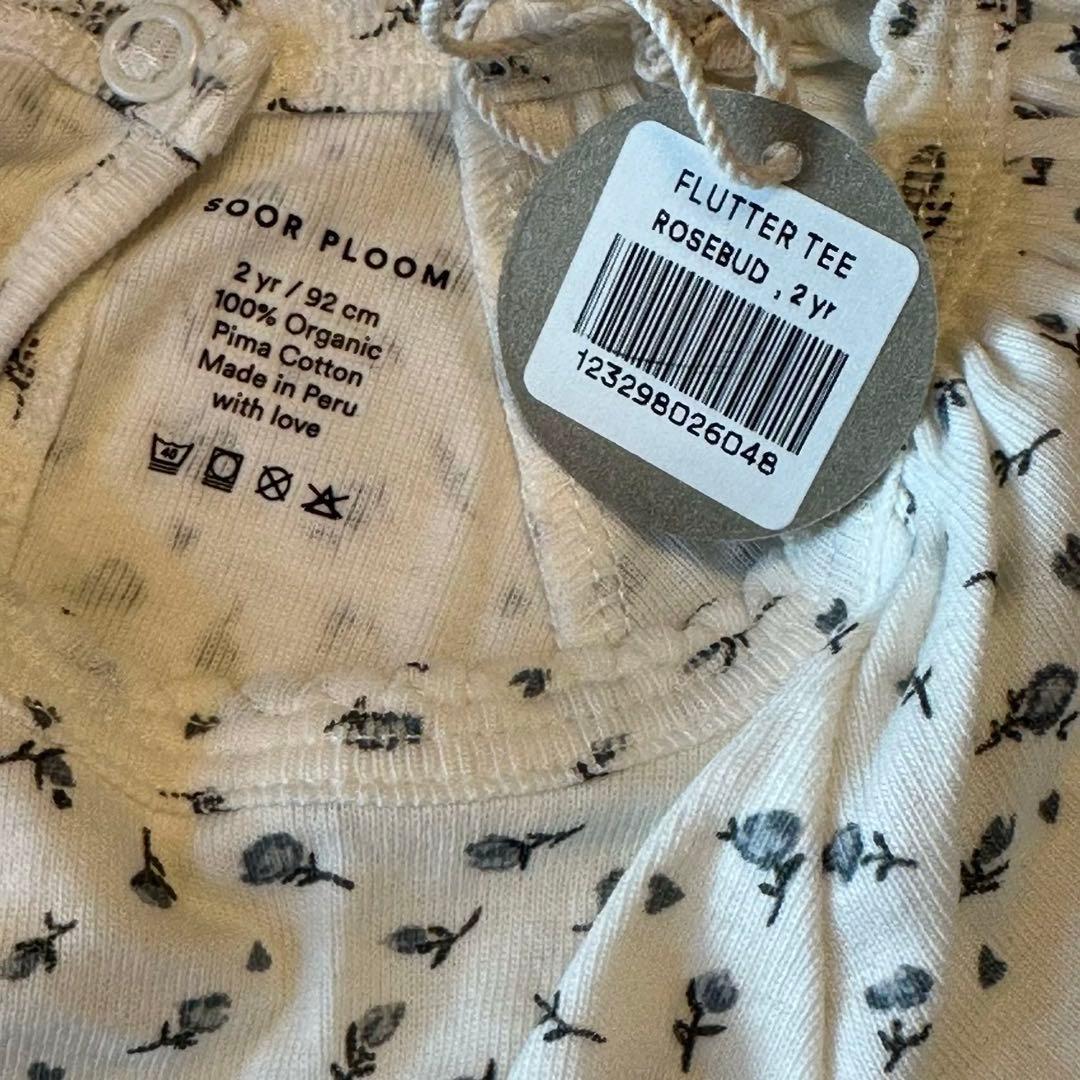 SOOR PLOOM
2 yr / 92 cm
100% Organic
Pima Cotton
Made in Peru
with love
40
FLUTTER TEE
ROSEBUD , 2 yr
123298026048